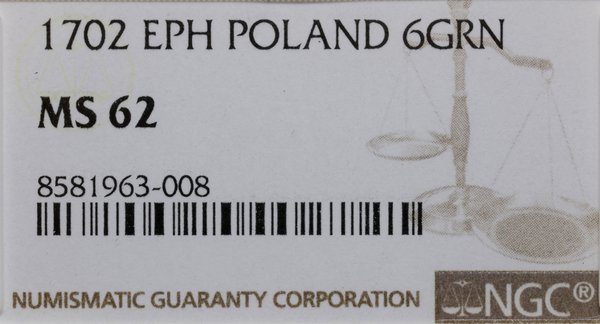 1702 EPH POLAND 6GRN
MS 62
8581963-008
NUMISMATIC GUARANTY CORPORATION
NGC®